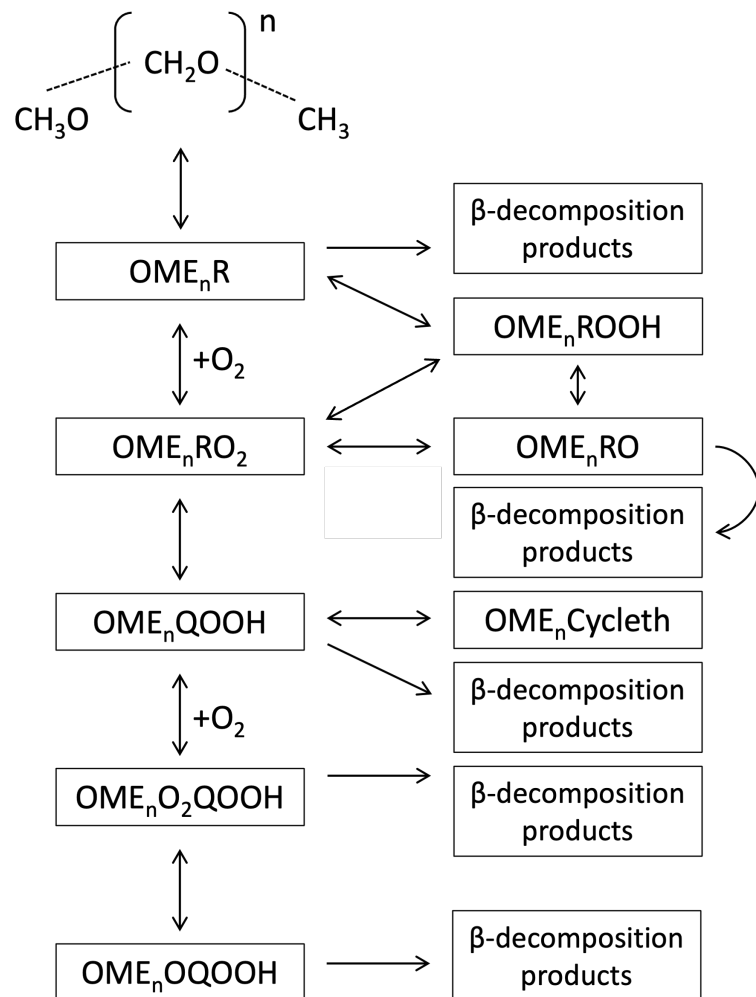 n
CH₂O
CH₃O
CH₃
OMEₙR
β-decomposition
products
OMEₙROOH
+O₂
OMEₙRO₂
OMEₙRO
β-decomposition
products
OMEₙQOOH
OMEₙCycleth
β-decomposition
products
+O₂
OMEₙO₂QOOH
β-decomposition
products
OMEₙOQOOH
β-decomposition
products